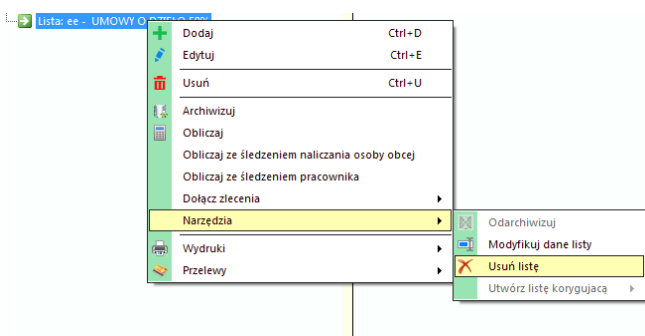 Lista: ee - UMOWY O DZIEŁO 50%
Dodaj Ctrl+D
Edytuj Ctrl+E
Usuń Ctrl+U
Archiwizuj
Obliczaj
Obliczaj ze śledzeniem naliczania osoby obcej
Obliczaj ze śledzeniem pracownika
Dołącz zlecenia
Narzędzia
Wydruki
Przelewy
Odarchiwizuj
Modyfikuj dane listy
Usuń listę
Utwórz listę korygującą